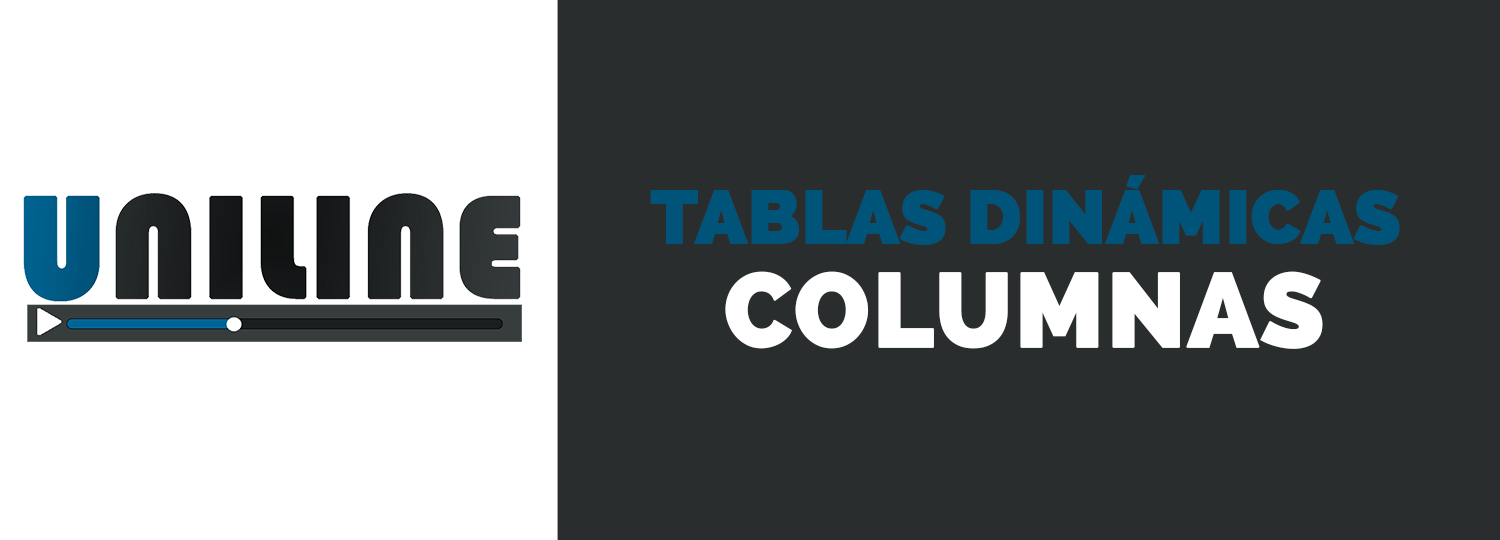 UNILINE
TABLAS DINÁMICAS
COLUMNAS